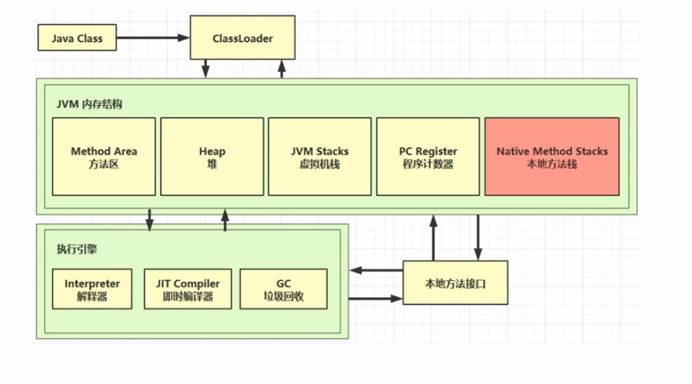 Java Class
ClassLoader
JVM 内存结构
Method Area
方法区
Heap
堆
JVM Stacks
虚拟机栈
PC Register
程序计数器
Native Method Stacks
本地方法栈
执行引擎
Interpreter
解释器
JIT Compiler
即时编译器
GC
垃圾回收
本地方法接口